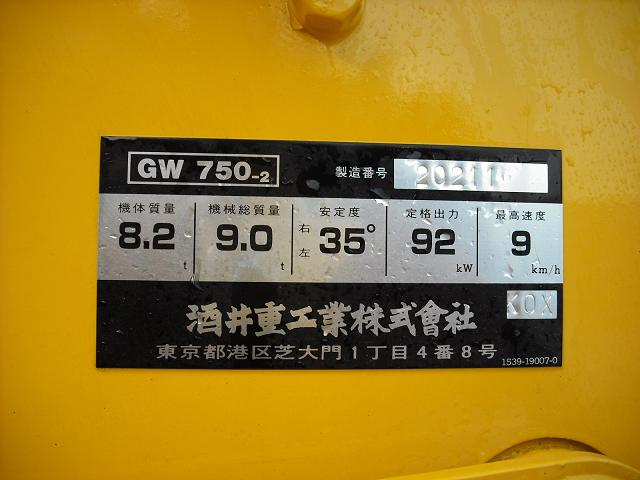 GW 750-2 製造番号
機体質量 機械総質量 安定度 定格出力 最高速度
8.2 t 9.0 t 右左 35° 92 kW 9 km/h
KOX
酒井重工業株式會社
東京都港区芝大門1丁目4番8号 1539-19007-0